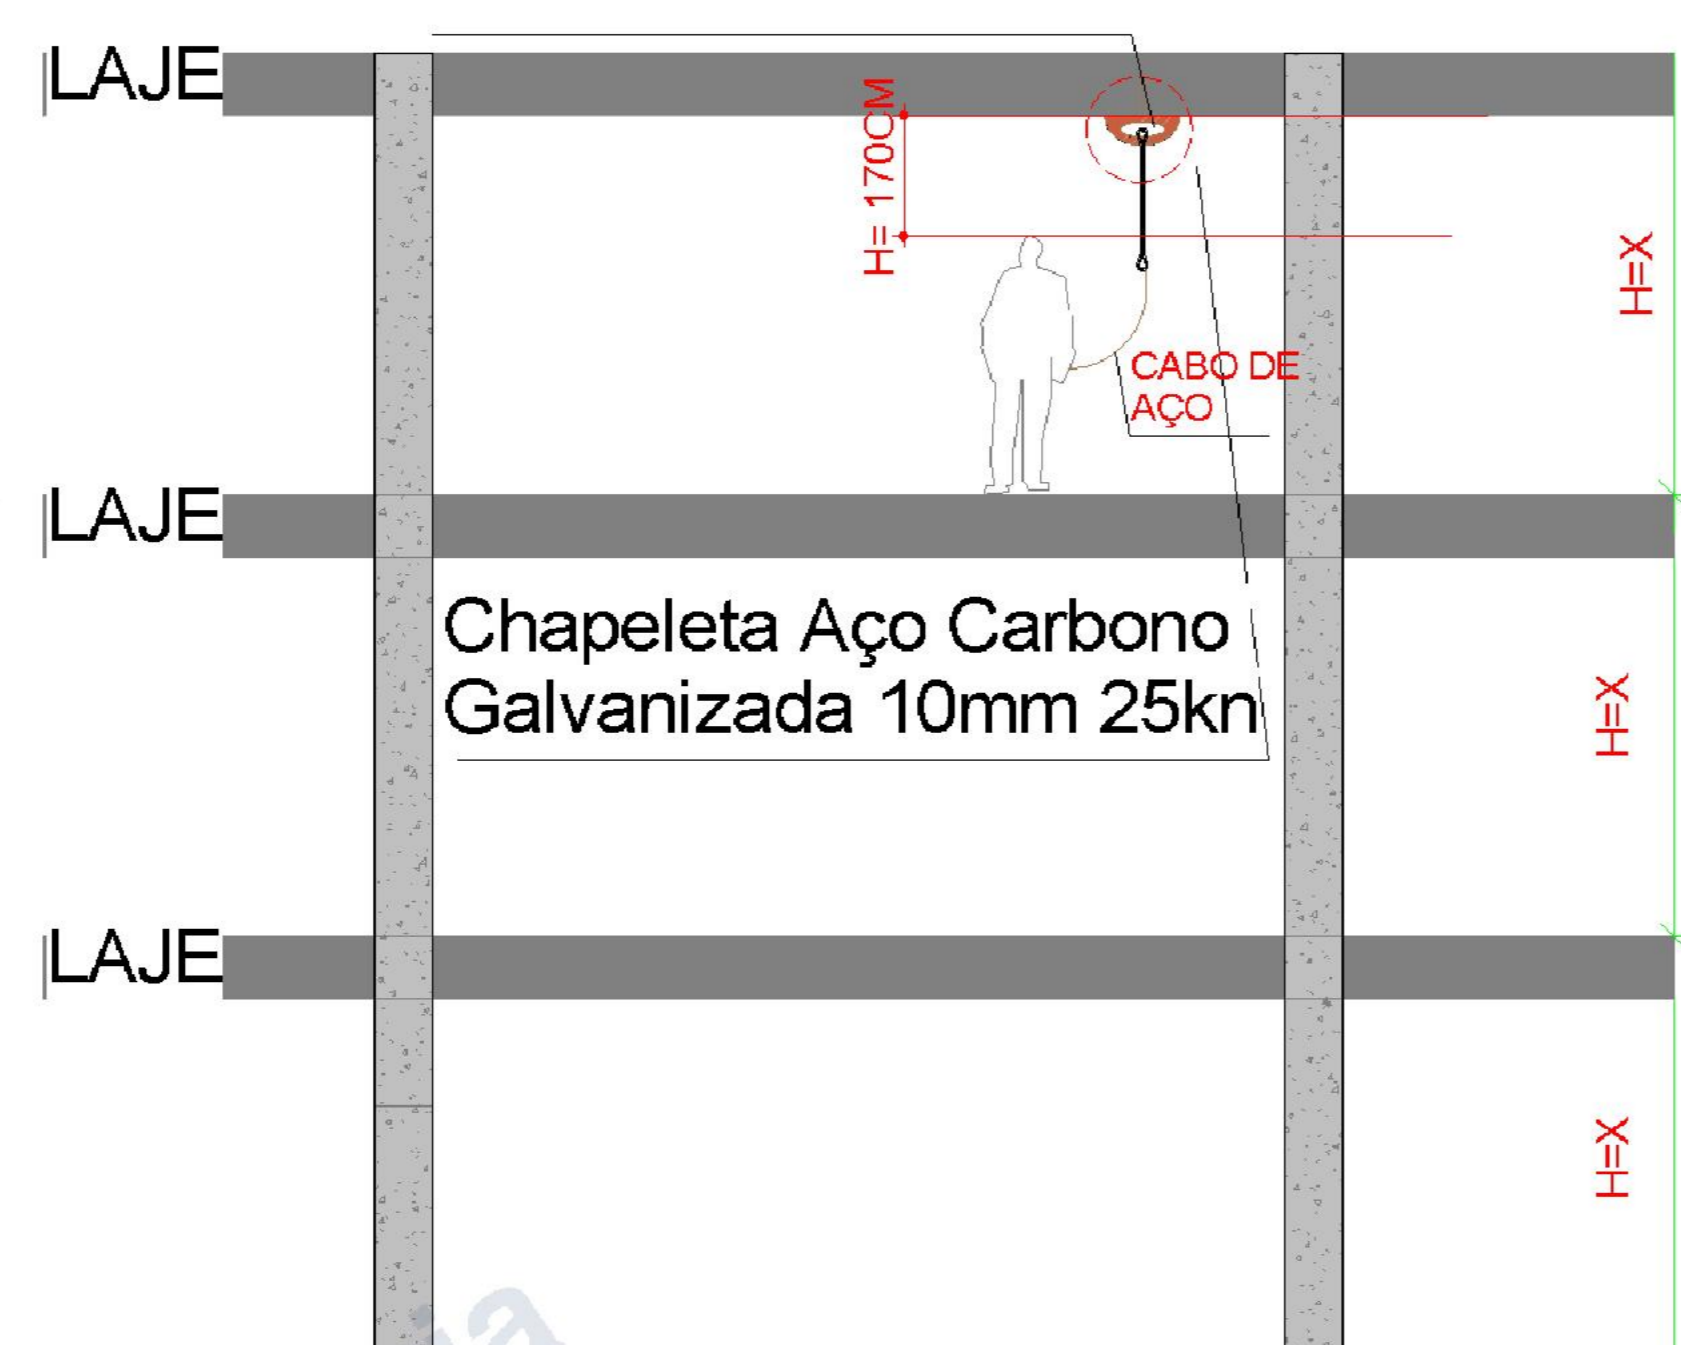 LAJE
H= 170CM
H=X
CABO DE
AÇO
LAJE
Chapeleta Aço Carbono
Galvanizada 10mm 25kn
H=X
LAJE
H=X